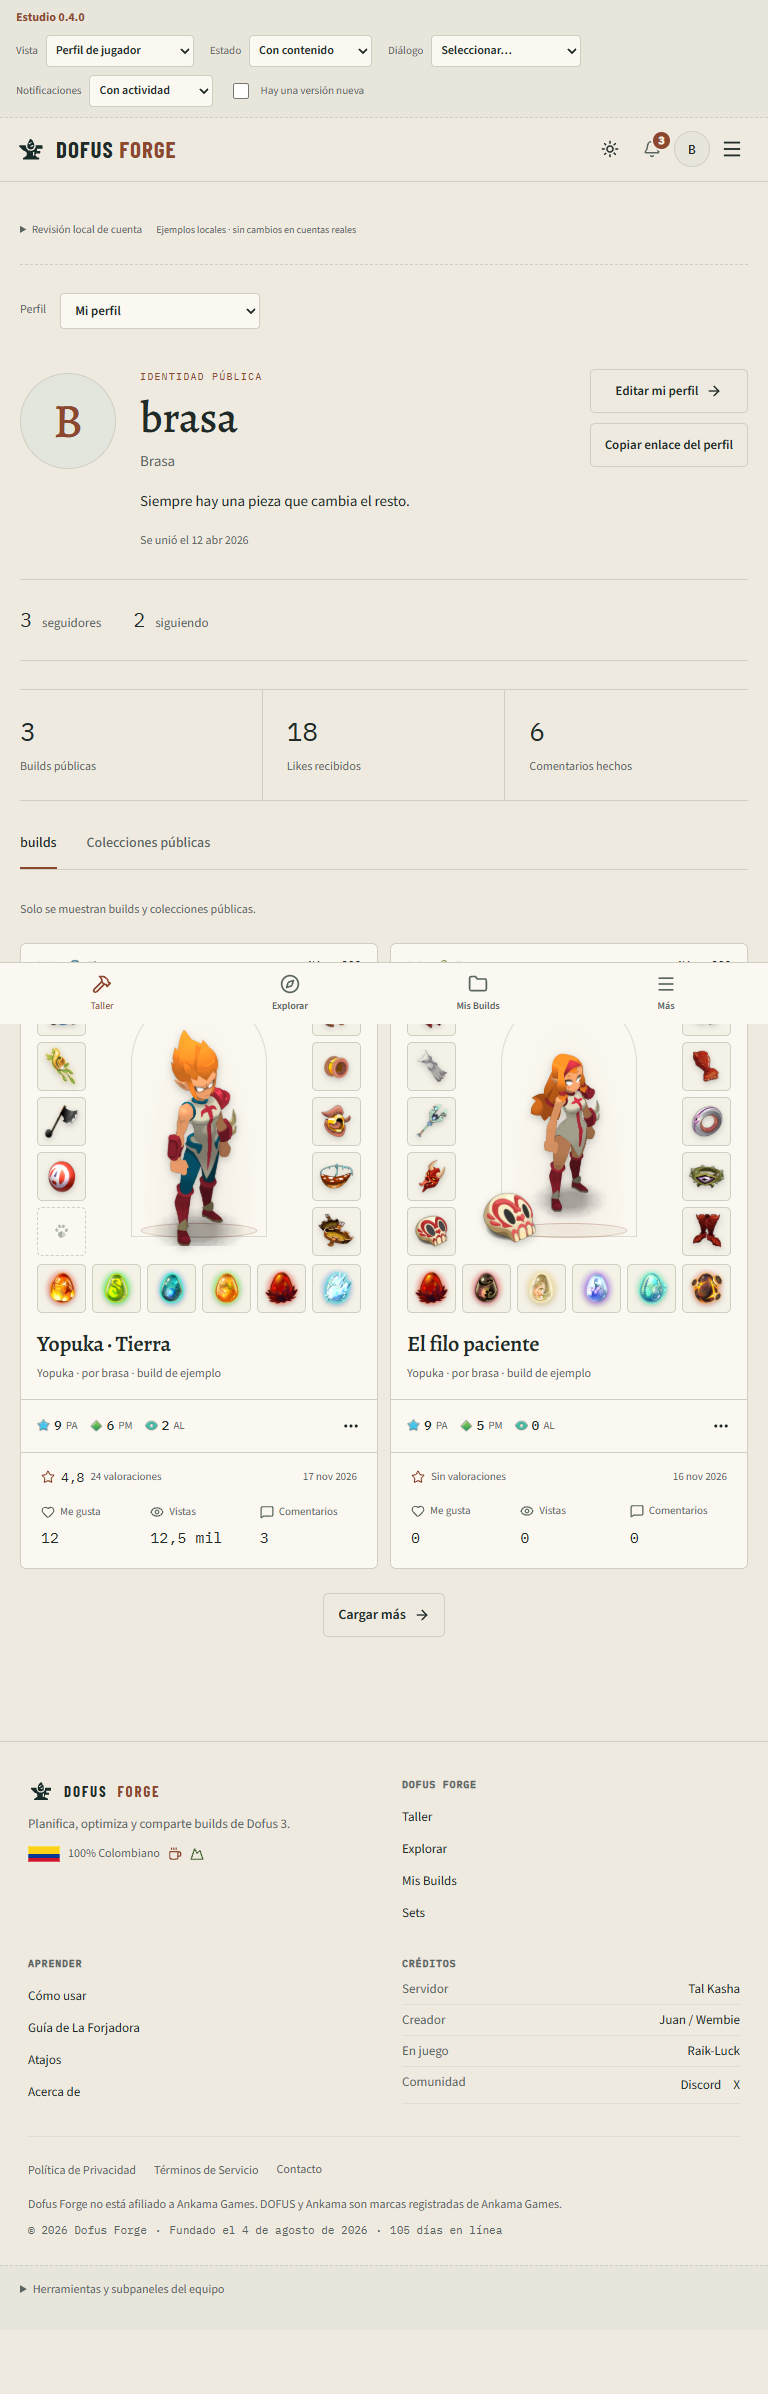 Estudio 0.4.0
Vista Perfil de jugador Estado Con contenido Diálogo Seleccionar...
Notificaciones Con actividad Hay una versión nueva
DOFUS FORGE 3 B
Revisión local de cuenta Ejemplos locales · sin cambios en cuentas reales
Perfil Mi perfil
B
IDENTIDAD PÚBLICA
brasa
Brasa
Siempre hay una pieza que cambia el resto.
Se unió el 12 abr 2026
Editar mi perfil
Copiar enlace del perfil
3 seguidores 2 siguiendo
3 18 6
Builds públicas Likes recibidos Comentarios hechos
builds Colecciones públicas
Solo se muestran builds y colecciones públicas.
Taller Explorar Mis Builds Más
Yopuka · Tierra
Yopuka · por brasa · build de ejemplo
9 PA 6 PM 2 AL
4,8 24 valoraciones 17 nov 2026
Me gusta Vistas Comentarios
12 12,5 mil 3
El filo paciente
Yopuka · por brasa · build de ejemplo
9 PA 5 PM 0 AL
Sin valoraciones 16 nov 2026
Me gusta Vistas Comentarios
0 0 0
Cargar más
DOFUS FORGE
Planifica, optimiza y comparte builds de Dofus 3.
100% Colombiano
DOFUS FORGE
Taller
Explorar
Mis Builds
Sets
APRENDER
Cómo usar
Guía de La Forjadora
Atajos
Acerca de
CRÉDITOS
Servidor Tal Kasha
Creador Juan / Wembie
En juego Raik-Luck
Comunidad Discord X
Política de Privacidad Términos de Servicio Contacto
Dofus Forge no está afiliado a Ankama Games. DOFUS y Ankama son marcas registradas de Ankama Games.
© 2026 Dofus Forge · Fundado el 4 de agosto de 2026 · 105 días en línea
Herramientas y subpaneles del equipo